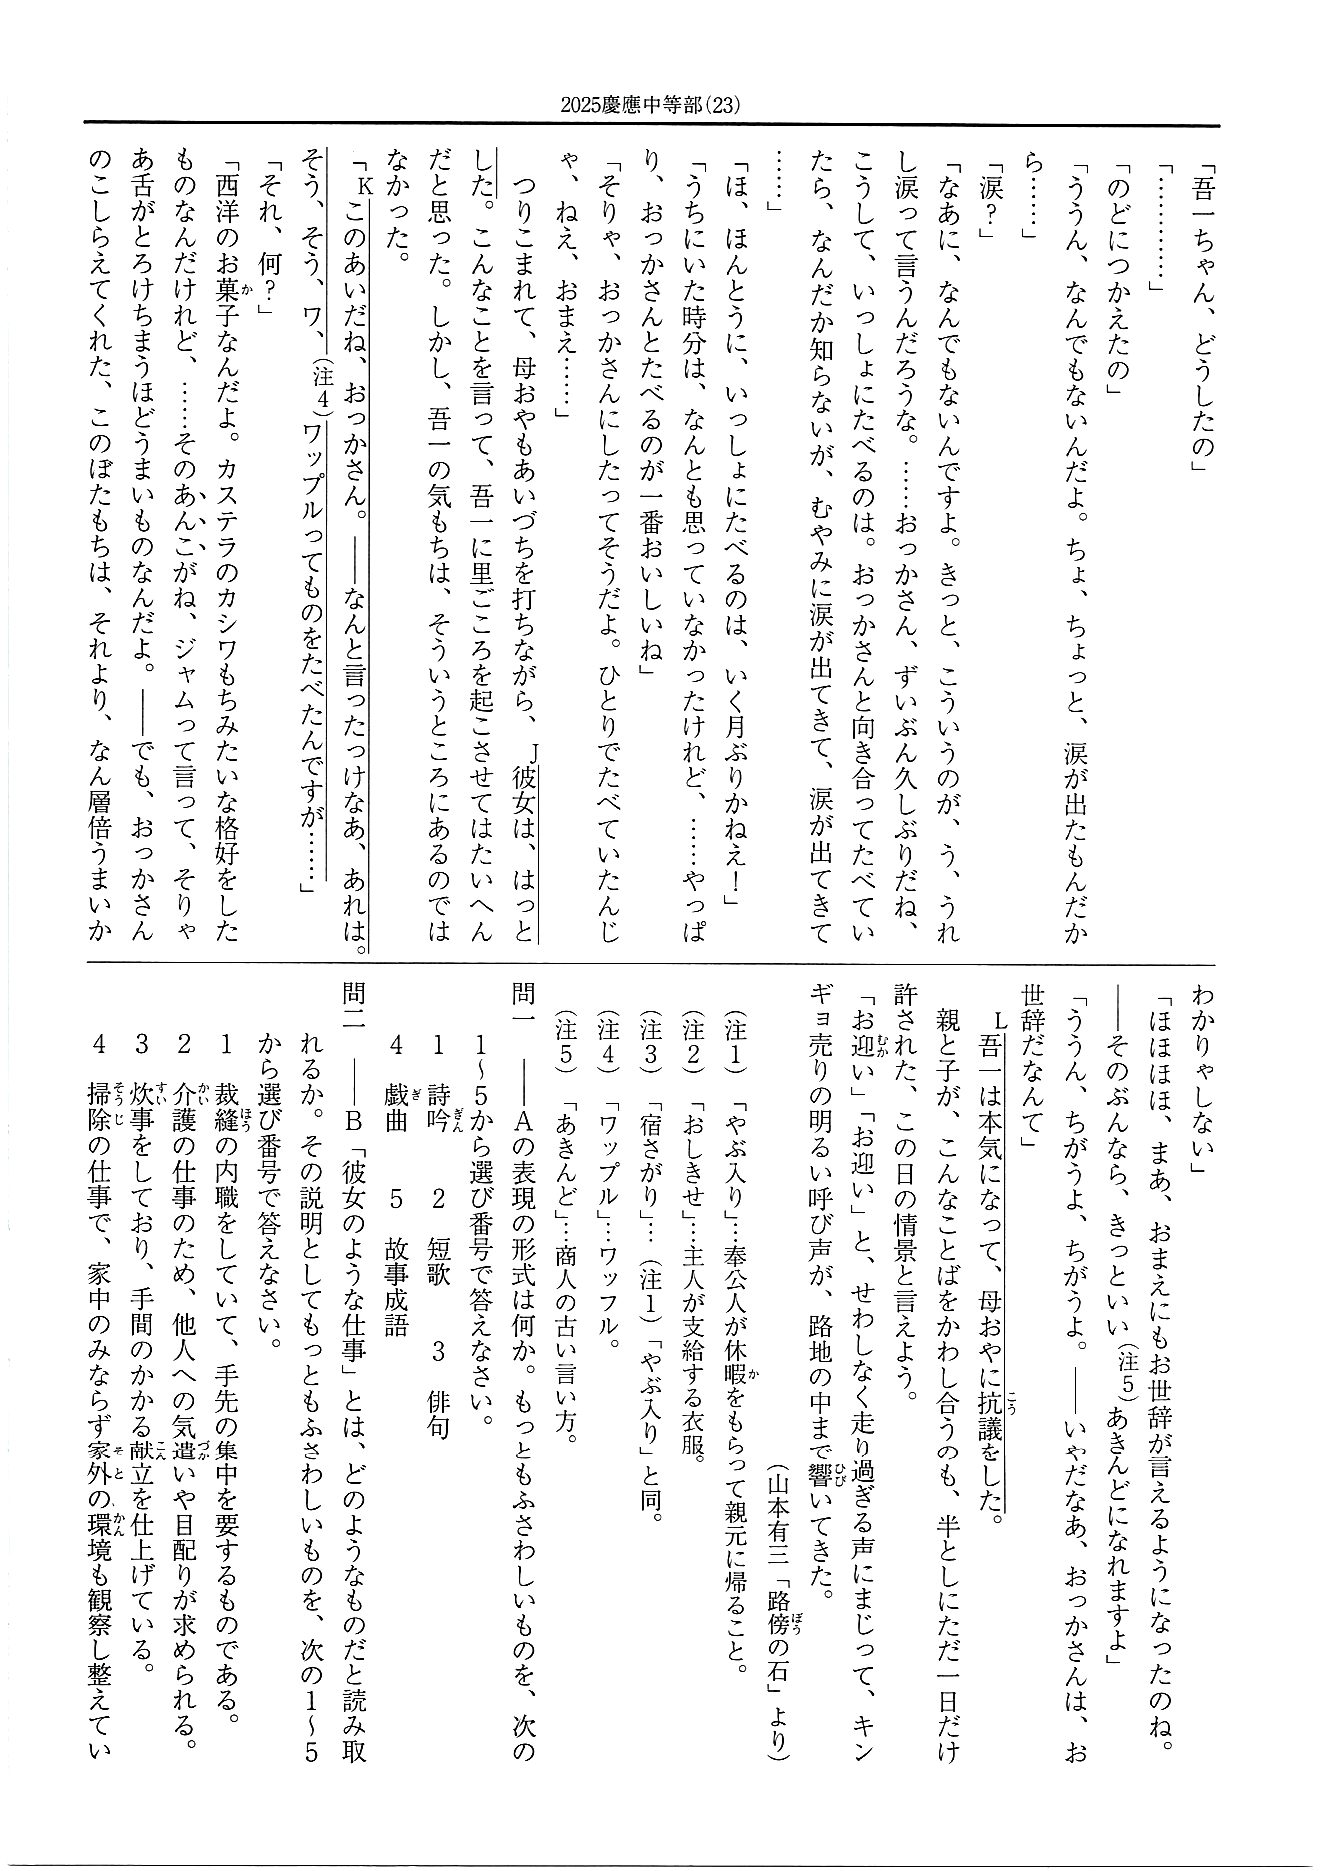 2025慶應中等部(23)
「吾一ちゃん、どうしたの」
「…………」
「のどにつかえたの」
「ううん、なんでもないんだよ。ちょ、ちょっと、涙が出たもんだか
ら……」
「涙?」
「なあに、なんでもないんですよ。きっと、こういうのが、う、うれ
し涙って言うんだろうな。……おっかさん、ずいぶん久しぶりだね、
こうして、いっしょにたべるのは。おっかさんと向き合ってたべてい
たら、なんだか知らないが、むやみに涙が出てきて、涙が出てきて
……」
「ほ、ほんとうに、いっしょにたべるのは、いく月ぶりかねえ!」
「うちにいた時分は、なんとも思っていなかったけれど、……やっぱ
り、おっかさんとたべるのが一番おいしいね」
「そりゃ、おっかさんにしたってそうだよ。ひとりでたべていたんじ
ゃ、ねえ、おまえ……」
つりこまれて、母おやもあいづちを打ちながら、J彼女は、はっと
した。こんなことを言って、吾一に里ごころを起こさせてはたいへん
だと思った。しかし、吾一の気もちは、そういうところにあるのでは
なかった。
「Kこのあいだね、おっかさん。――なんと言ったっけなあ、あれは。
そう、そう、ワ、(注4)ワップルってものをたべたんですが……」
「それ、何?」
「西洋のお菓子なんだよ。カステラのカシワもちみたいな格好をした
ものなんだけれど、……そのあんこがね、ジャムって言って、そりゃ
あ舌がとろけちまうほどうまいものなんだよ。――でも、おっかさん
のこしらえてくれた、このぼたもちは、それより、なん層倍うまいか
わかりゃしない」
「ほほほほ、まあ、おまえにもお世辞が言えるようになったのね。
――そのぶんなら、きっといい(注5)あきんどになれますよ」
「ううん、ちがうよ、ちがうよ。――いやだなあ、おっかさんは、お
世辞だなんて」
L吾一は本気になって、母おやに抗議をした。
親と子が、こんなことばをかわし合うのも、半としにただ一日だけ
許された、この日の情景と言えよう。
「お迎い」「お迎い」と、せわしなく走り過ぎる声にまじって、キン
ギョ売りの明るい呼び声が、路地の中まで響いてきた。
(山本有三「路傍の石」より)
(注1)「やぶ入り」…奉公人が休暇をもらって親元に帰ること。
(注2)「おしきせ」…主人が支給する衣服。
(注3)「宿さがり」…(注1)「やぶ入り」と同。
(注4)「ワップル」…ワッフル。
(注5)「あきんど」…商人の古い言い方。
問一 ――Aの表現の形式は何か。もっともふさわしいものを、次の
1〜5から選び番号で答えなさい。
1 詩吟 2 短歌 3 俳句
4 戯曲 5 故事成語
問二 ――B「彼女のような仕事」とは、どのようなものだと読み取
れるか。その説明としてもっともふさわしいものを、次の1〜5
から選び番号で答えなさい。
1 裁縫の内職をしていて、手先の集中を要するものである。
2 介護の仕事のため、他人への気遣いや目配りが求められる。
3 炊事をしており、手間のかかる献立を仕上げている。
4 掃除の仕事で、家中のみならず家外の環境も観察し整えてい